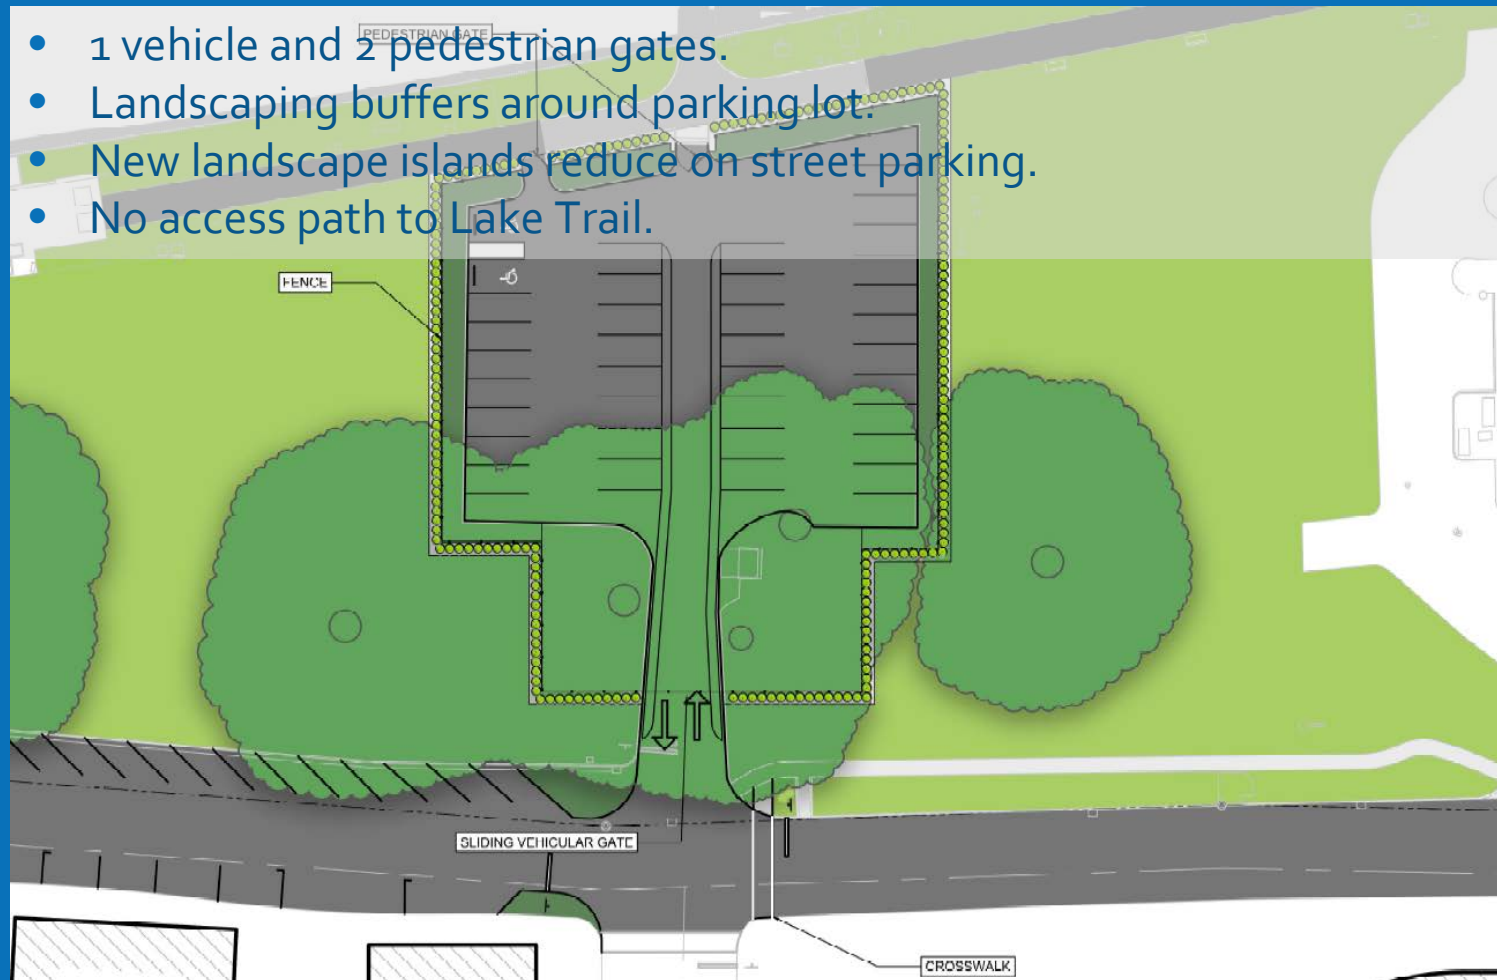 • 1 vehicle and 2 pedestrian gates.
• Landscaping buffers around parking lot.
• New landscape islands reduce on street parking.
• No access path to Lake Trail.
PEDESTRIAN GATE
FENCE
SLIDING VEHICULAR GATE
CROSSWALK